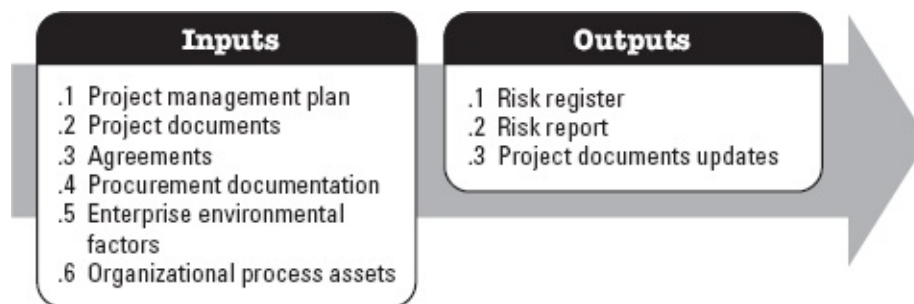 Inputs
.1 Project management plan
.2 Project documents
.3 Agreements
.4 Procurement documentation
.5 Enterprise environmental
factors
.6 Organizational process assets
Outputs
.1 Risk register
.2 Risk report
.3 Project documents updates